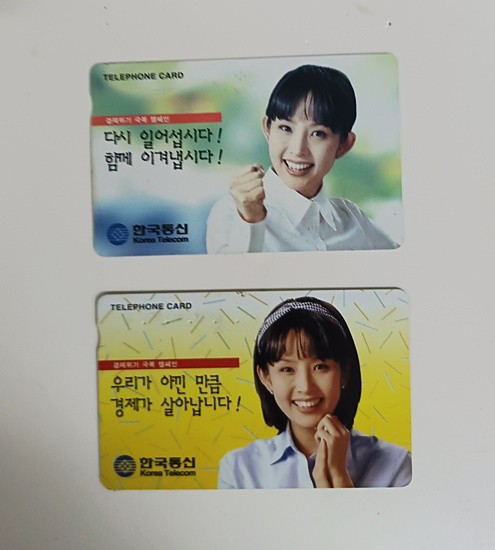 TELEPHONE CARD
경제위기 극복 캠페인
다시 일어섭시다!
함께 이겨냅시다!
한국통신
Korea Telecom
TELEPHONE CARD
경제위기 극복 캠페인
우리가 아낀 만큼
경제가 살아납니다!
한국통신
Korea Telecom